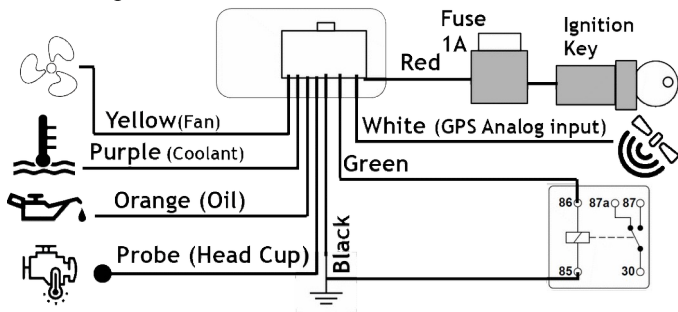 Fuse
1A
Ignition
Key
Red
Yellow(Fan)
White (GPS Analog input)
Purple (Coolant)
Green
Orange (Oil)
86 87a 87
Probe (Head Cup)
Black
85 30